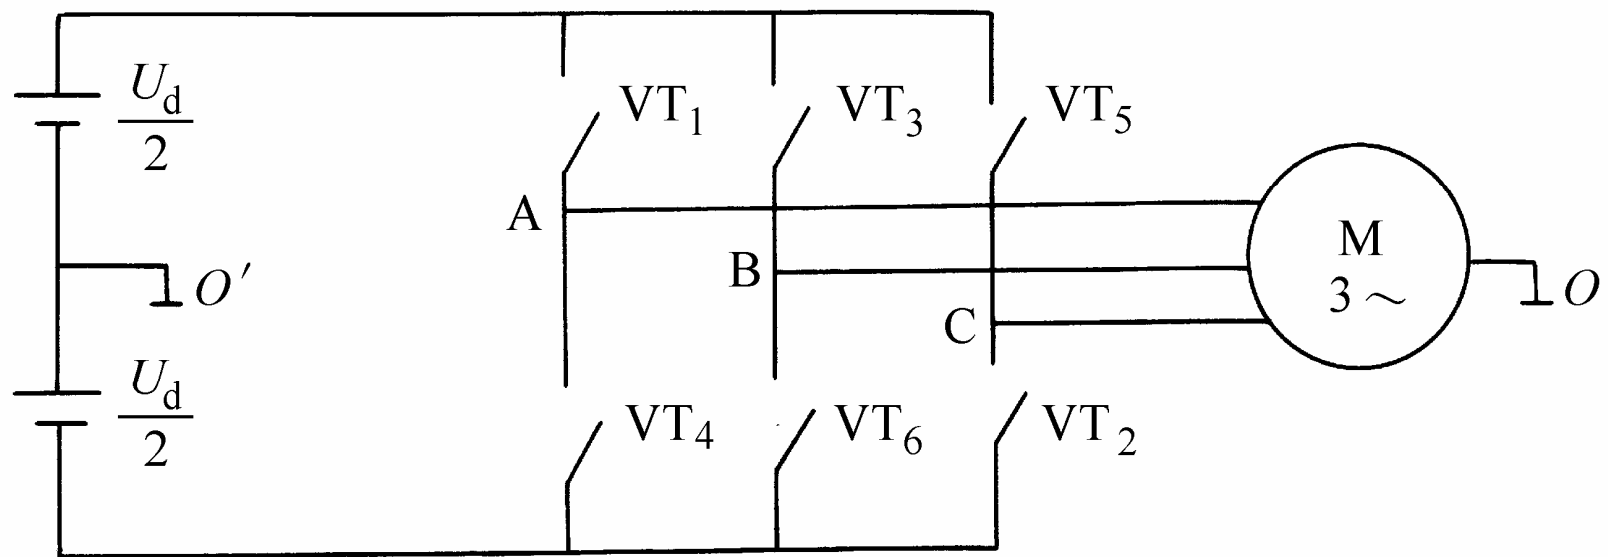 U_d/2
VT_1
VT_3
VT_5
A
B
C
M
3～
O′
O
U_d/2
VT_4
VT_6
VT_2